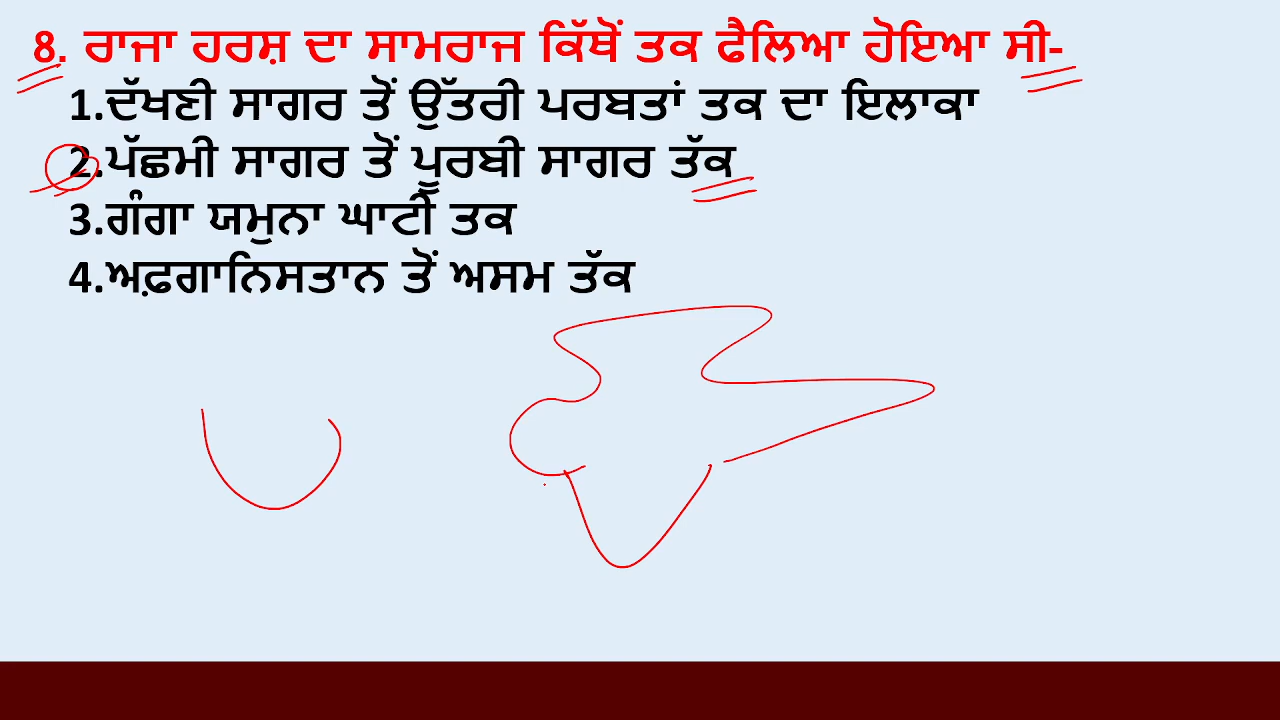 8. ਰਾਜਾ ਹਰਸ਼ ਦਾ ਸਾਮਰਾਜ ਕਿੱਥੋਂ ਤਕ ਫੈਲਿਆ ਹੋਇਆ ਸੀ-
1.ਦੱਖਣੀ ਸਾਗਰ ਤੋਂ ਉੱਤਰੀ ਪਰਬਤਾਂ ਤਕ ਦਾ ਇਲਾਕਾ
2.ਪੱਛਮੀ ਸਾਗਰ ਤੋਂ ਪੂਰਬੀ ਸਾਗਰ ਤੱਕ
3.ਗੰਗਾ ਯਮੁਨਾ ਘਾਟੀ ਤਕ
4.ਅਫ਼ਗਾਨਿਸਤਾਨ ਤੋਂ ਅਸਮ ਤੱਕ